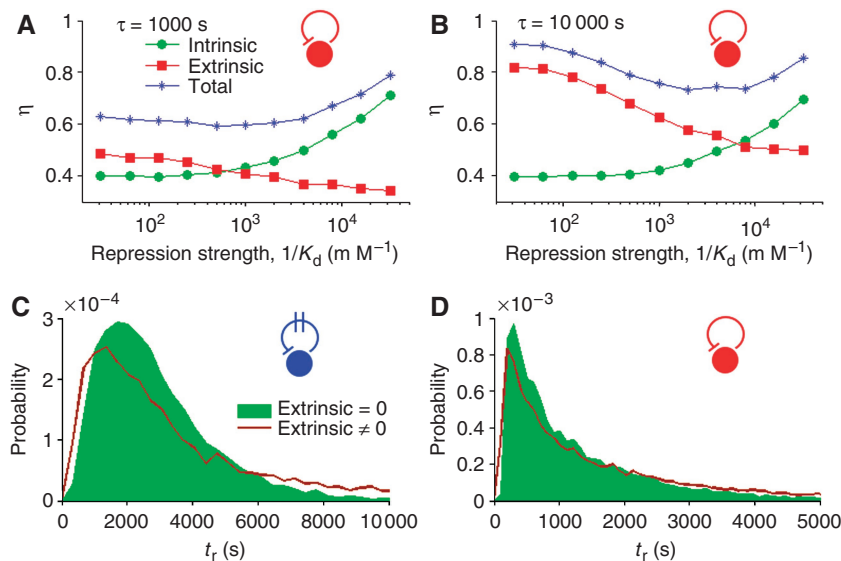 A
τ = 1000 s
Intrinsic
Extrinsic
Total
η
1
0.8
0.6
0.4
10²
10³
10⁴
Repression strength, 1/K_d (m M⁻¹)
B
τ = 10 000 s
η
1
0.8
0.6
0.4
10²
10³
10⁴
Repression strength, 1/K_d (m M⁻¹)
C
×10⁻⁴
Extrinsic = 0
Extrinsic ≠ 0
Probability
3
2
1
0
0 2000 4000 6000 8000 10 000
t_r (s)
D
×10⁻³
Probability
1
0.8
0.6
0.4
0.2
0
0 1000 2000 3000 4000 5000
t_r (s)